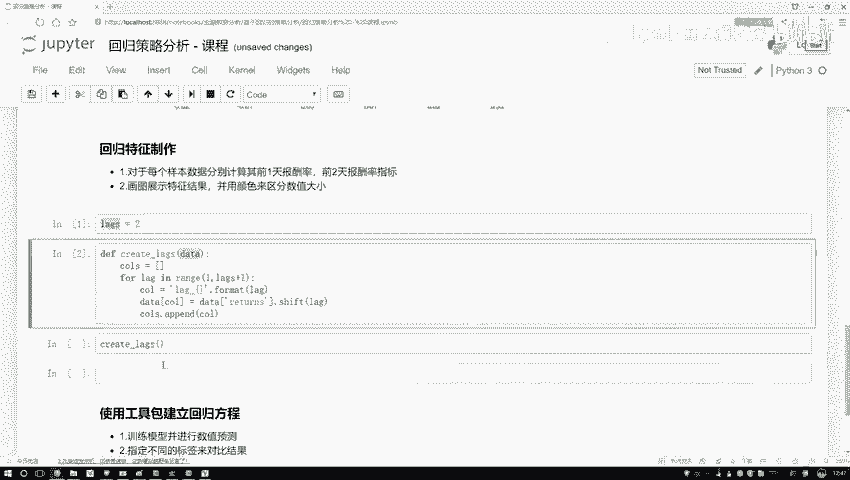 http://localhost
jupyter 回归策略分析 - 课程 (unsaved changes)
File Edit View Insert Cell Kernel Widgets Help
Not Trusted Python 3
Code
回归特征制作
1.对于每个样本数据分别计算其前1天报酬率，前2天报酬率指标
2.画图展示特征结果，并用颜色来区分数值大小
In [1]: lags = 2
In [2]: def create_lags(data):
cols = []
for lag in range(1,lags+1):
col = 'lag_{}'.format(lag)
data[col] = data['returns'].shift(lag)
cols.append(col)
In [ ]: create_lags()
In [ ]:
使用工具包建立回归方程
1.训练模型并进行数值预测
2.指定不同的标签来对比结果